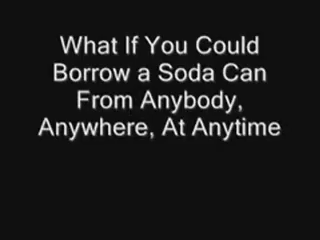 What If You Could
Borrow a Soda Can
From Anybody,
Anywhere, At Anytime